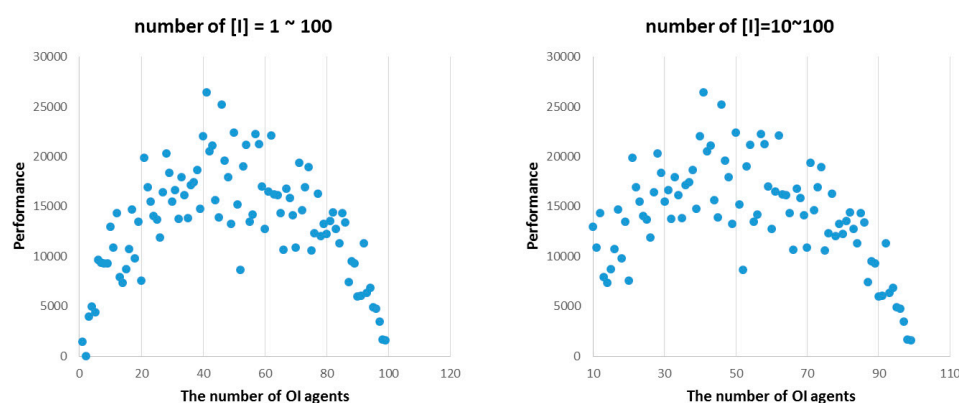 number of [I] = 1 ~ 100
30000
25000
20000
15000
10000
5000
0
Performance
0 20 40 60 80 100 120
The number of OI agents
number of [I]=10~100
30000
25000
20000
15000
10000
5000
0
Performance
10 30 50 70 90 110
The number of OI agents